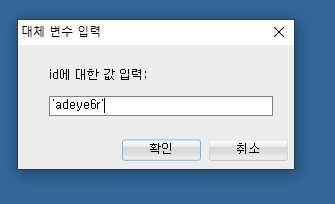 대체 변수 입력
id에 대한 값 입력:
'adeye6r'
확인
취소